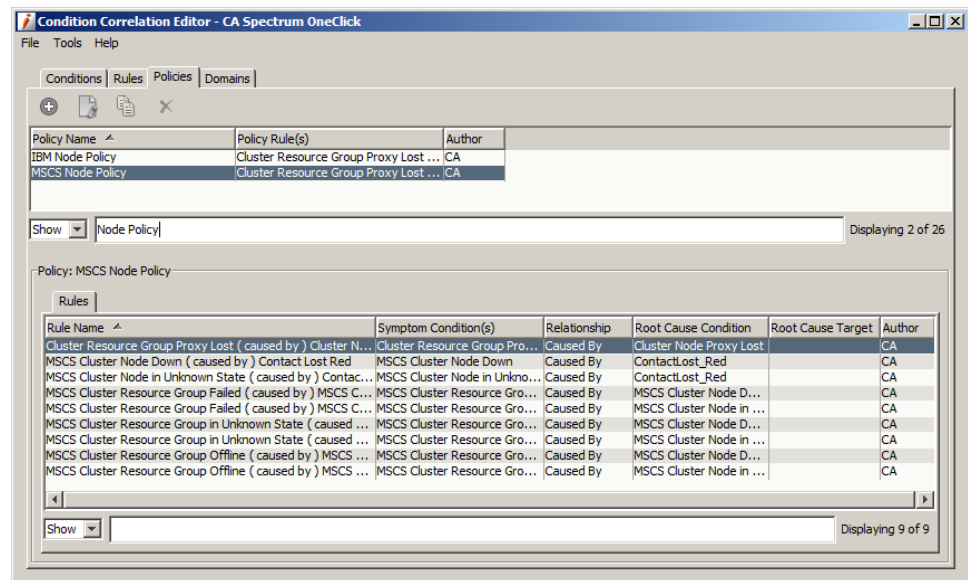 Condition Correlation Editor - CA Spectrum OneClick
File Tools Help
Conditions Rules Policies Domains
Policy Name Policy Rule(s) Author
IBM Node Policy Cluster Resource Group Proxy Lost ... CA
MSCS Node Policy Cluster Resource Group Proxy Lost ... CA
Show Node Policy Displaying 2 of 26
Policy: MSCS Node Policy
Rules
Rule Name Symptom Condition(s) Relationship Root Cause Condition Root Cause Target Author
Cluster Resource Group Proxy Lost ( caused by ) Cluster N... Cluster Resource Group Pro... Caused By Cluster Node Proxy Lost CA
MSCS Cluster Node Down ( caused by ) Contact Lost Red MSCS Cluster Node Down Caused By ContactLost_Red CA
MSCS Cluster Node in Unknown State ( caused by ) Contac... MSCS Cluster Node in Unkno... Caused By ContactLost_Red CA
MSCS Cluster Resource Group Failed ( caused by ) MSCS C... MSCS Cluster Resource Gro... Caused By MSCS Cluster Node D... CA
MSCS Cluster Resource Group Failed ( caused by ) MSCS C... MSCS Cluster Resource Gro... Caused By MSCS Cluster Node in ... CA
MSCS Cluster Resource Group in Unknown State ( caused ... MSCS Cluster Resource Gro... Caused By MSCS Cluster Node D... CA
MSCS Cluster Resource Group in Unknown State ( caused ... MSCS Cluster Resource Gro... Caused By MSCS Cluster Node in ... CA
MSCS Cluster Resource Group Offline ( caused by ) MSCS ... MSCS Cluster Resource Gro... Caused By MSCS Cluster Node D... CA
MSCS Cluster Resource Group Offline ( caused by ) MSCS ... MSCS Cluster Resource Gro... Caused By MSCS Cluster Node in ... CA
Show Displaying 9 of 9